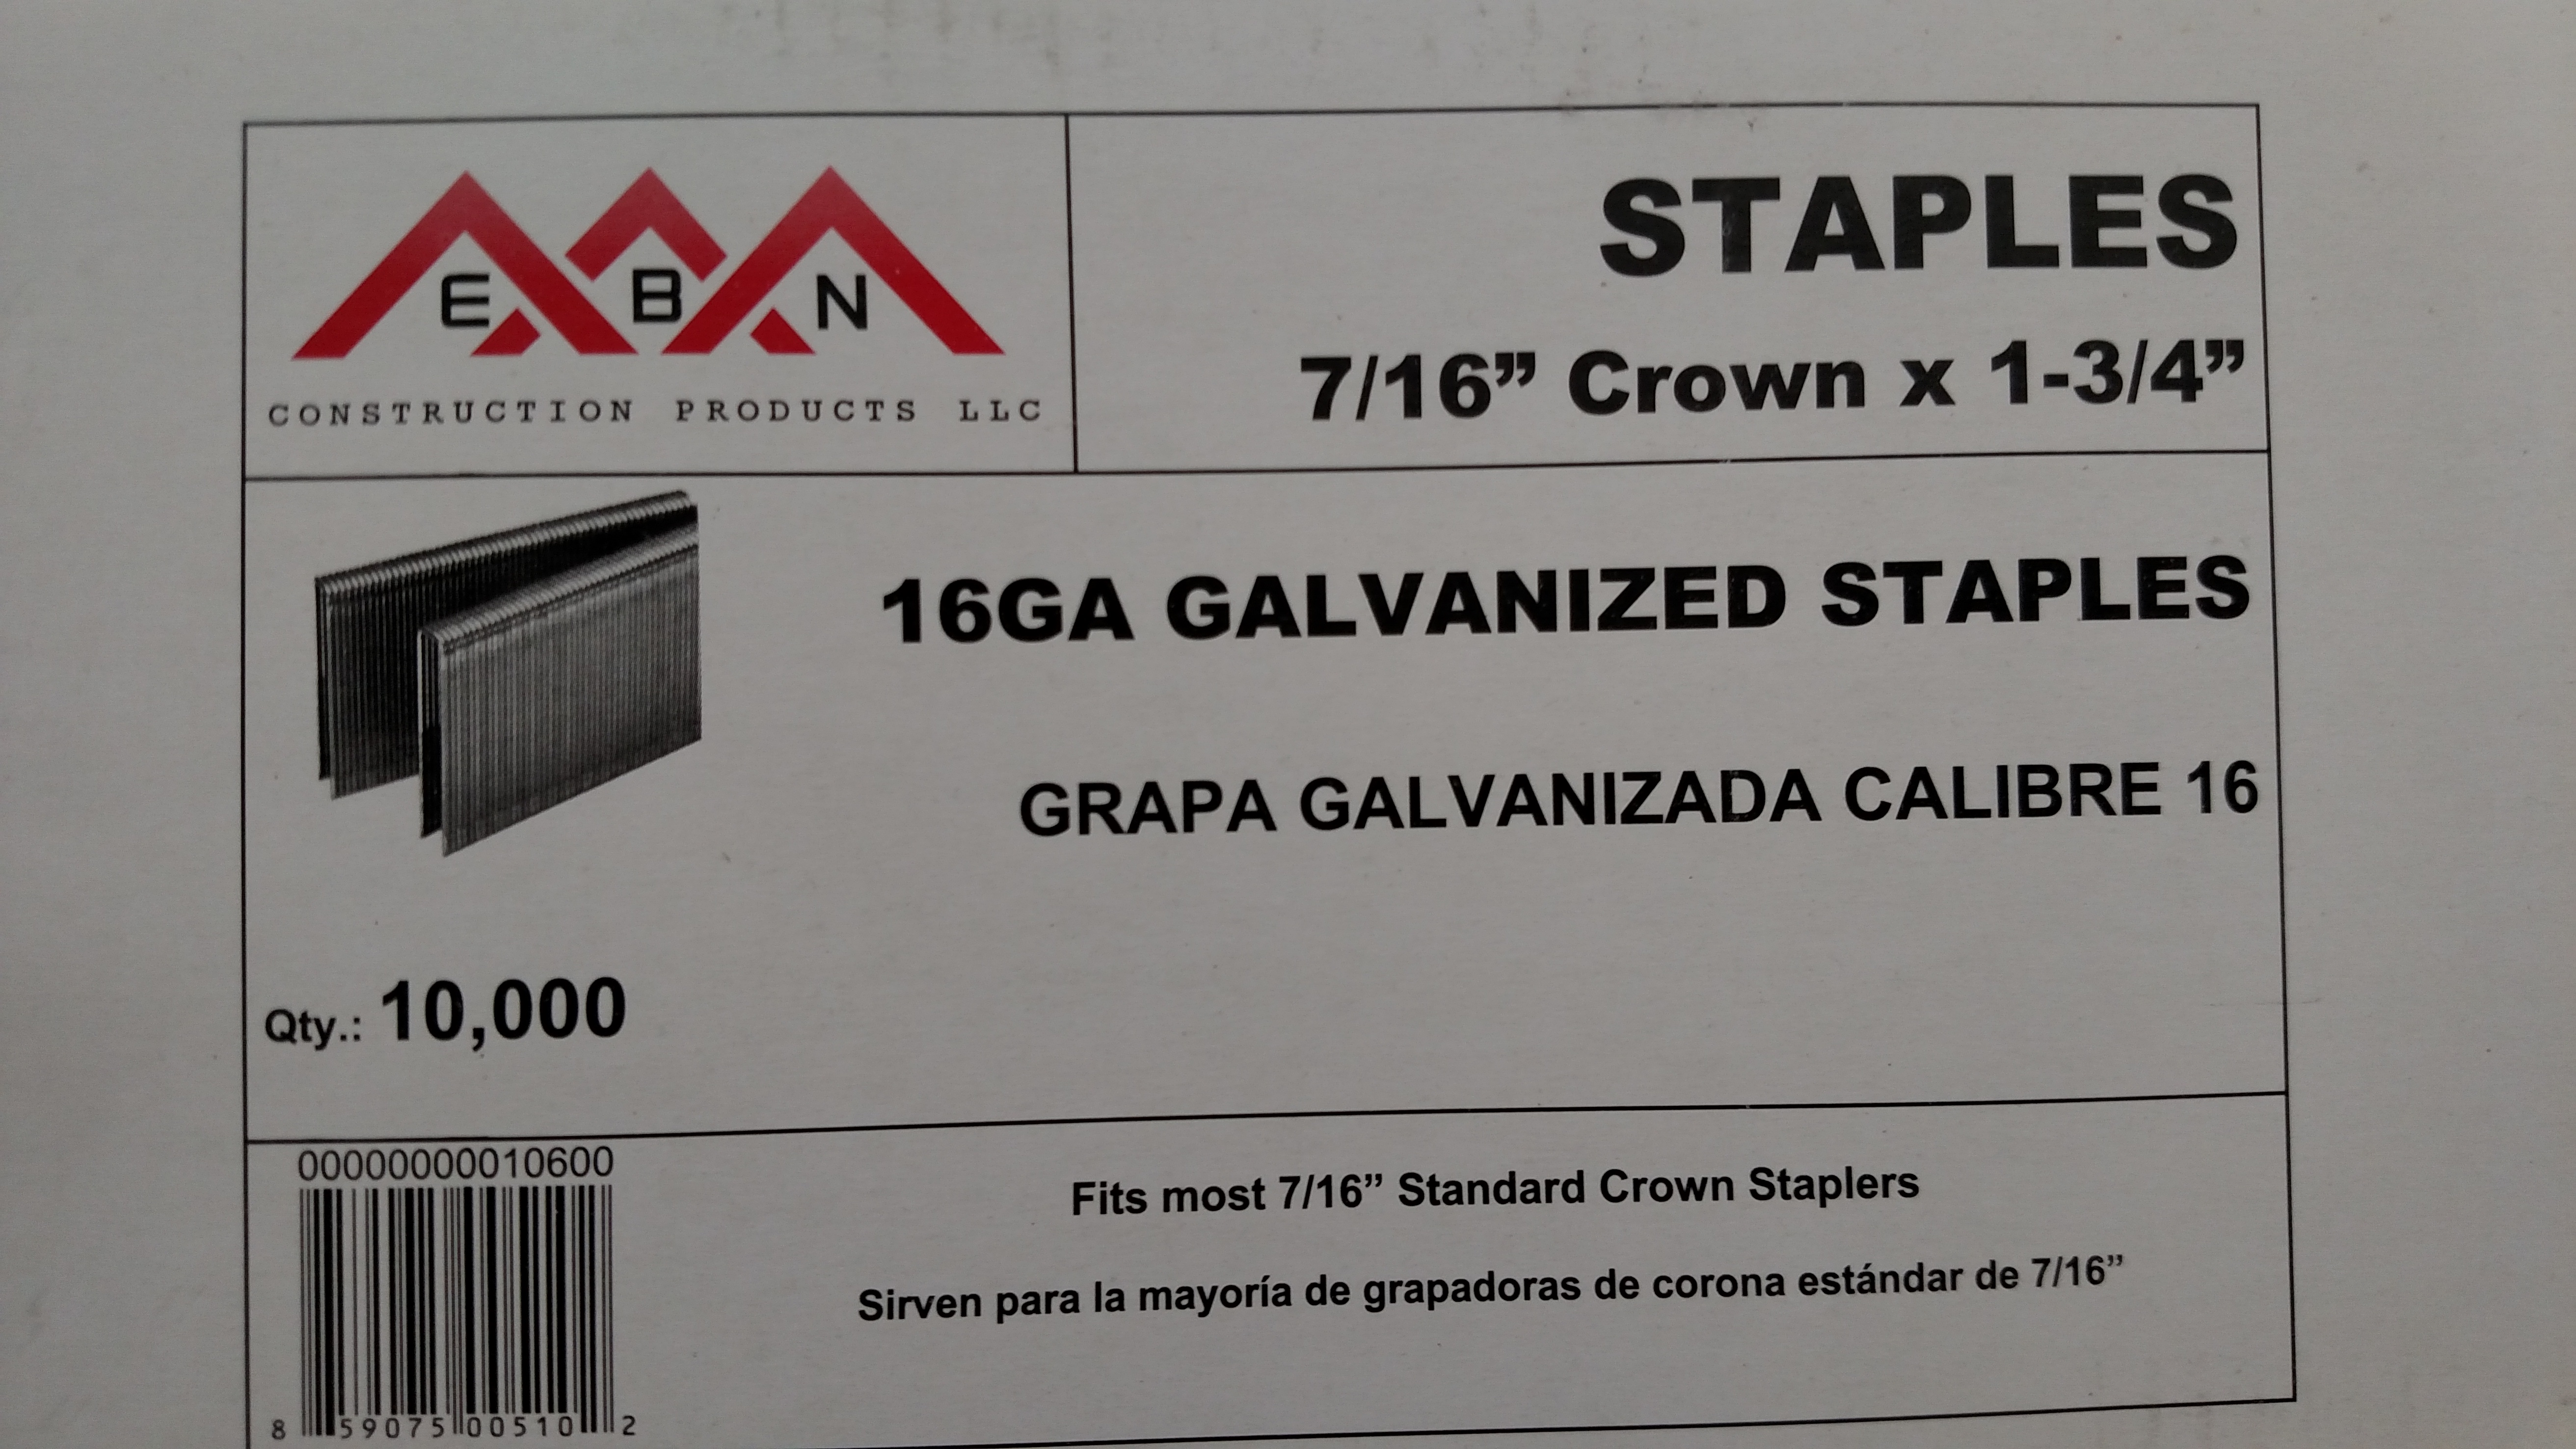 E B N
CONSTRUCTION PRODUCTS LLC
STAPLES
7/16” Crown x 1-3/4”
16GA GALVANIZED STAPLES
GRAPA GALVANIZADA CALIBRE 16
Qty.: 10,000
00000000010600
8 59075 00510 2
Fits most 7/16” Standard Crown Staplers
Sirven para la mayoría de grapadoras de corona estándar de 7/16”